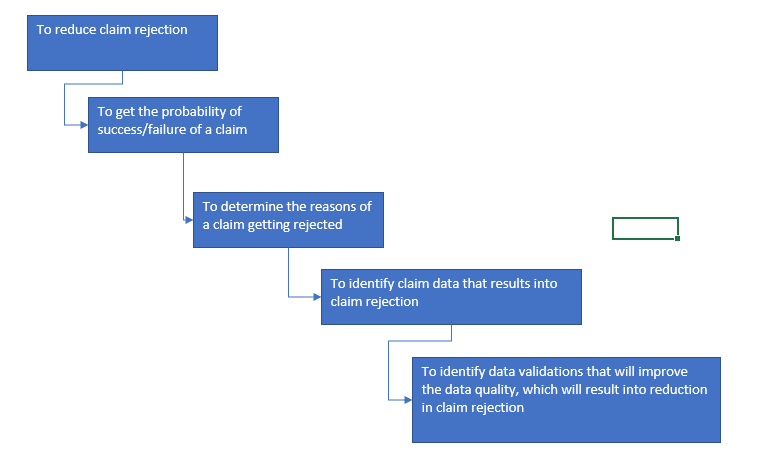 To reduce claim rejection
To get the probability of
success/failure of a claim
To determine the reasons of
a claim getting rejected
To identify claim data that results into
claim rejection
To identify data validations that will improve
the data quality, which will result into reduction
in claim rejection